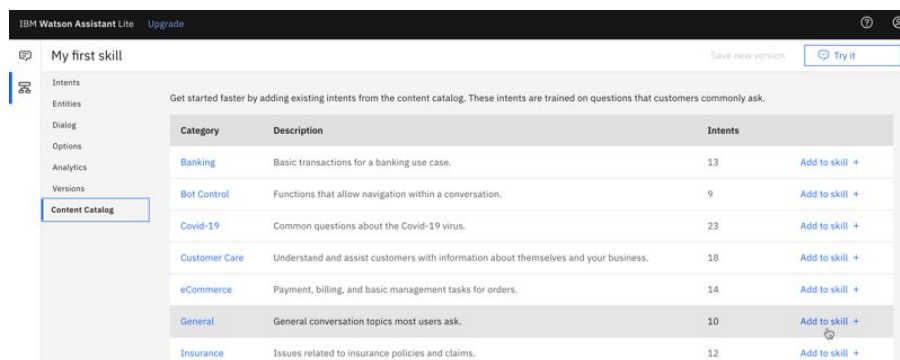 IBM Watson Assistant Lite Upgrade
My first skill Save new version Try it
Intents
Entities
Dialog
Options
Analytics
Versions
Content Catalog
Get started faster by adding existing intents from the content catalog. These intents are trained on questions that customers commonly ask.
Category Description Intents
Banking Basic transactions for a banking use case. 13 Add to skill +
Bot Control Functions that allow navigation within a conversation. 9 Add to skill +
Covid-19 Common questions about the Covid-19 virus. 23 Add to skill +
Customer Care Understand and assist customers with information about themselves and your business. 18 Add to skill +
eCommerce Payment, billing, and basic management tasks for orders. 14 Add to skill +
General General conversation topics most users ask. 10 Add to skill +
Insurance Issues related to insurance policies and claims. 12 Add to skill +